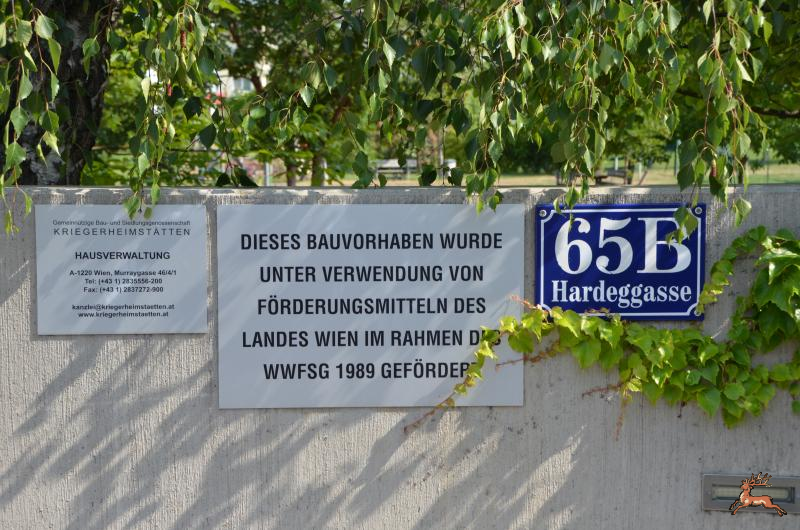 Gemeinnützige Bau- und Siedlungsgenossenschaft
KRIEGERHEIMSTÄTTEN
HAUSVERWALTUNG
A-1220 Wien, Murraygasse 46/4/1
Tel: (+43 1) 2835556-200
Fax: (+43 1) 2837272-900
kanzlei@kriegerheimstaetten.at
www.kriegerheimstaetten.at
DIESES BAUVORHABEN WURDE
UNTER VERWENDUNG VON
FÖRDERUNGSMITTELN DES
LANDES WIEN IM RAHMEN DES
WWFSG 1989 GEFÖRDERT
65B
Hardeggasse